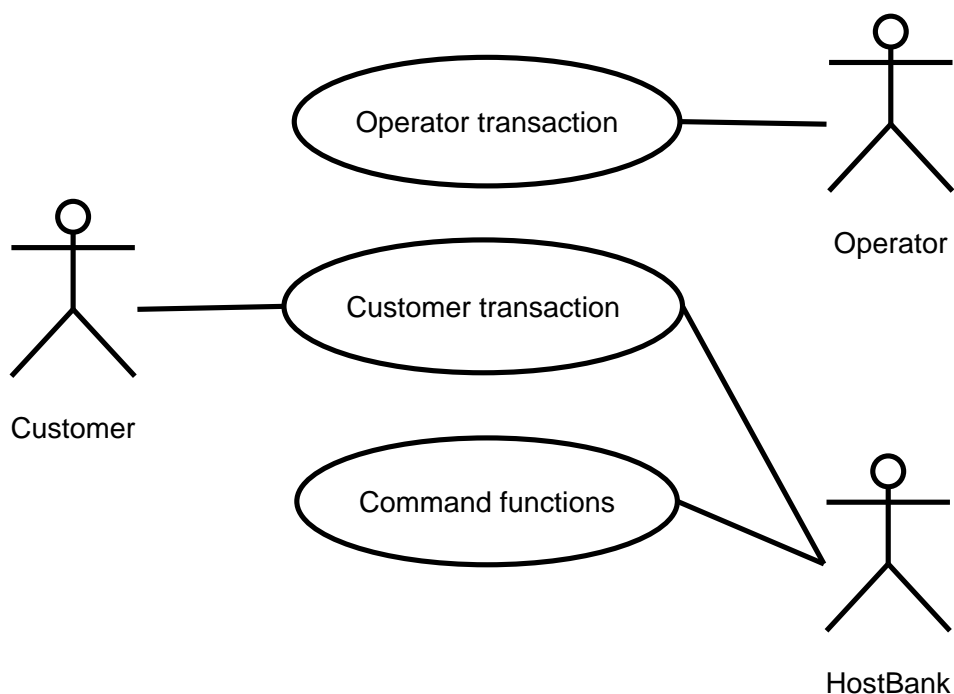 Operator transaction
Operator
Customer transaction
Customer
Command functions
HostBank